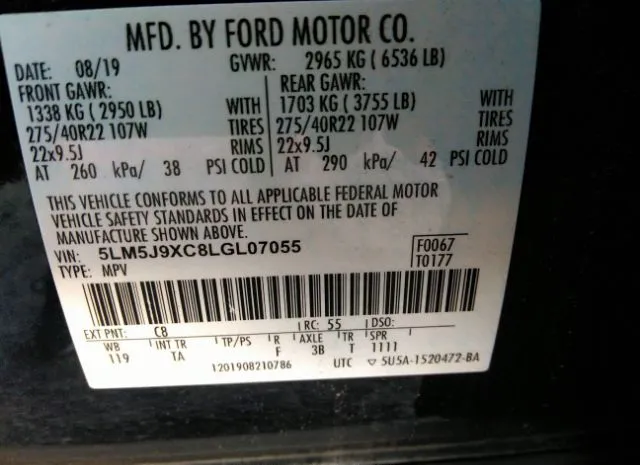 MFD. BY FORD MOTOR CO.
DATE: 08/19 GVWR: 2965 KG ( 6536 LB)
FRONT GAWR: REAR GAWR:
1338 KG ( 2950 LB) WITH 1703 KG ( 3755 LB) WITH
275/40R22 107W TIRES 275/40R22 107W TIRES
22x9.5J RIMS 22x9.5J RIMS
AT 260 kPa/ 38 PSI COLD AT 290 kPa/ 42 PSI COLD
THIS VEHICLE CONFORMS TO ALL APPLICABLE FEDERAL MOTOR
VEHICLE SAFETY STANDARDS IN EFFECT ON THE DATE OF
MANUFACTURE SHOWN ABOVE.
VIN: 5LM5J9XC8LGL07055 F0067
TYPE: MPV T0177
EXT PNT: C8 RC: 55 DSO:
WB INT TR TP/PS R AXLE TR SPR
119 TA F 3B T 1111
1201908210786 UTC ▽ 5U5A-1520472-BA